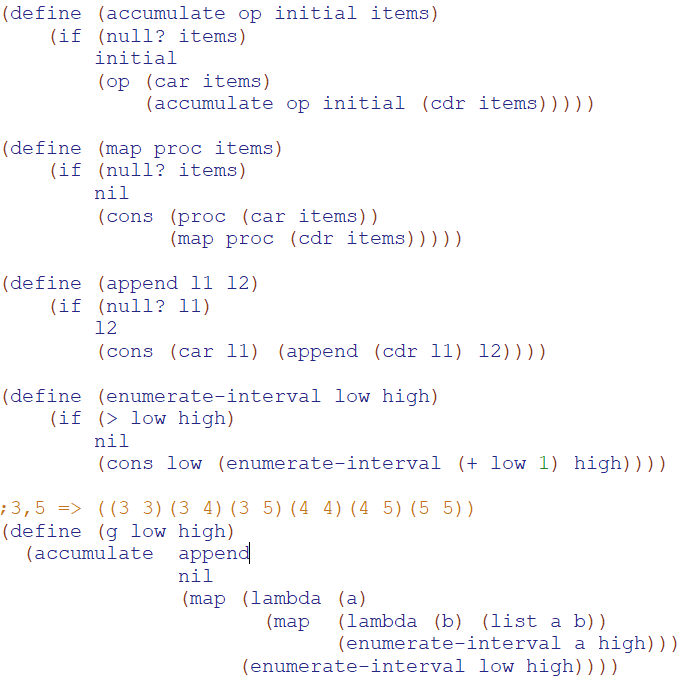 (define (accumulate op initial items)
    (if (null? items)
        initial
        (op (car items)
            (accumulate op initial (cdr items)))))

(define (map proc items)
    (if (null? items)
        nil
        (cons (proc (car items))
              (map proc (cdr items)))))

(define (append l1 l2)
    (if (null? l1)
        l2
        (cons (car l1) (append (cdr l1) l2))))

(define (enumerate-interval low high)
    (if (> low high)
        nil
        (cons low (enumerate-interval (+ low 1) high))))

;3,5 => ((3 3)(3 4)(3 5)(4 4)(4 5)(5 5))
(define (g low high)
  (accumulate  append
               nil
               (map (lambda (a)
                      (map  (lambda (b) (list a b))
                            (enumerate-interval a high)))
                    (enumerate-interval low high))))